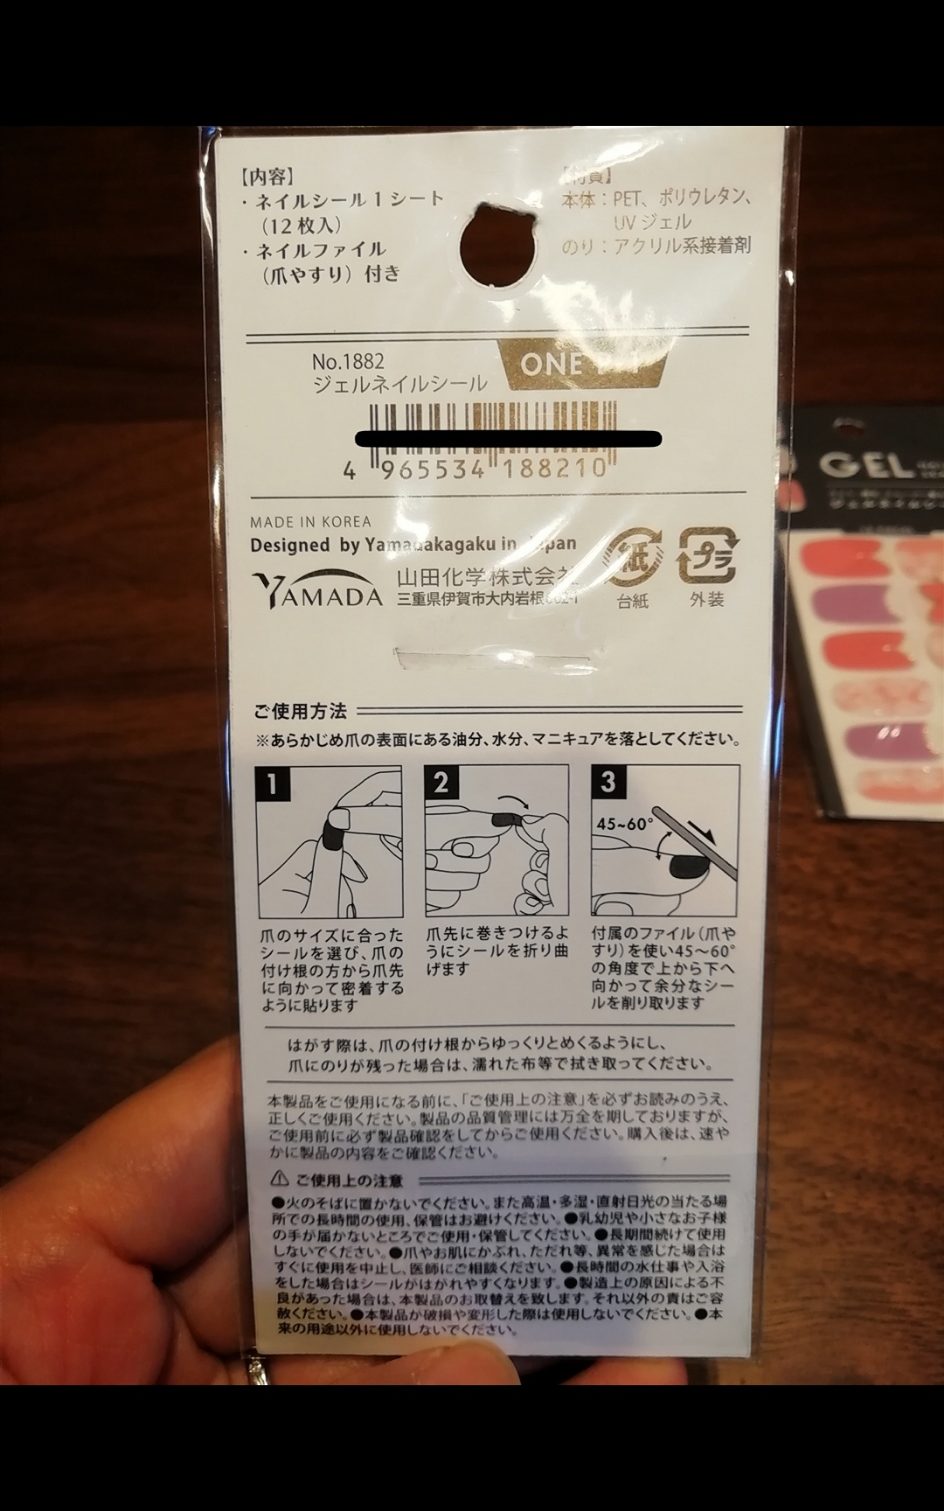 【内容】
・ネイルシール1シート
（12枚入）
・ネイルファイル
（爪やすり）付き
本体：PET、ポリウレタン、
UVジェル
のり：アクリル系接着剤
No.1882
ジェルネイルシール
ONE
4 965534 188210
MADE IN KOREA
Designed by Yamadakagaku in Japan
YAMADA
山田化学株式会社
三重県伊賀市大内岩根
紙
台紙
プラ
外装
ご使用方法
※あらかじめ爪の表面にある油分、水分、マニキュアを落としてください。
1
2
3
45~60°
爪のサイズに合った
シールを選び、爪の
付け根の方から爪先
に向かって密着する
ように貼ります
爪先に巻きつけるよ
うにシールを折り曲
げます
付属のファイル（爪や
すり）を使い45～60°
の角度で上から下へ
向かって余分なシー
ルを削り取ります
はがす際は、爪の付け根からゆっくりとめくるようにし、
爪にのりが残った場合は、濡れた布等で拭き取ってください。
本製品をご使用になる前に、「ご使用上の注意」を必ずお読みのうえ、
正しくご使用ください。製品の品質管理には万全を期しておりますが、
ご使用前に必ず製品確認をしてからご使用ください。購入後は、速や
かに製品の内容をご確認ください。
⚠ ご使用上の注意
●火のそばに置かないでください。また高温・多湿・直射日光の当たる場
所での長時間の使用、保管はお避けください。●乳幼児や小さなお子様
の手が届かないところでご使用・保管してください。●長期間続けて使用
しないでください。●爪やお肌にかぶれ、ただれ等、異常を感じた場合は
すぐに使用を中止し、医師にご相談ください。●長時間の水仕事や入浴
をした場合はシールがはがれやすくなります。●製造上の原因による不
良があった場合は、本製品のお取替えを致します。それ以外の責はご容
赦ください。●本製品が破損や変形した際は使用しないでください。●本
来の用途以外に使用しないでください。
GEL